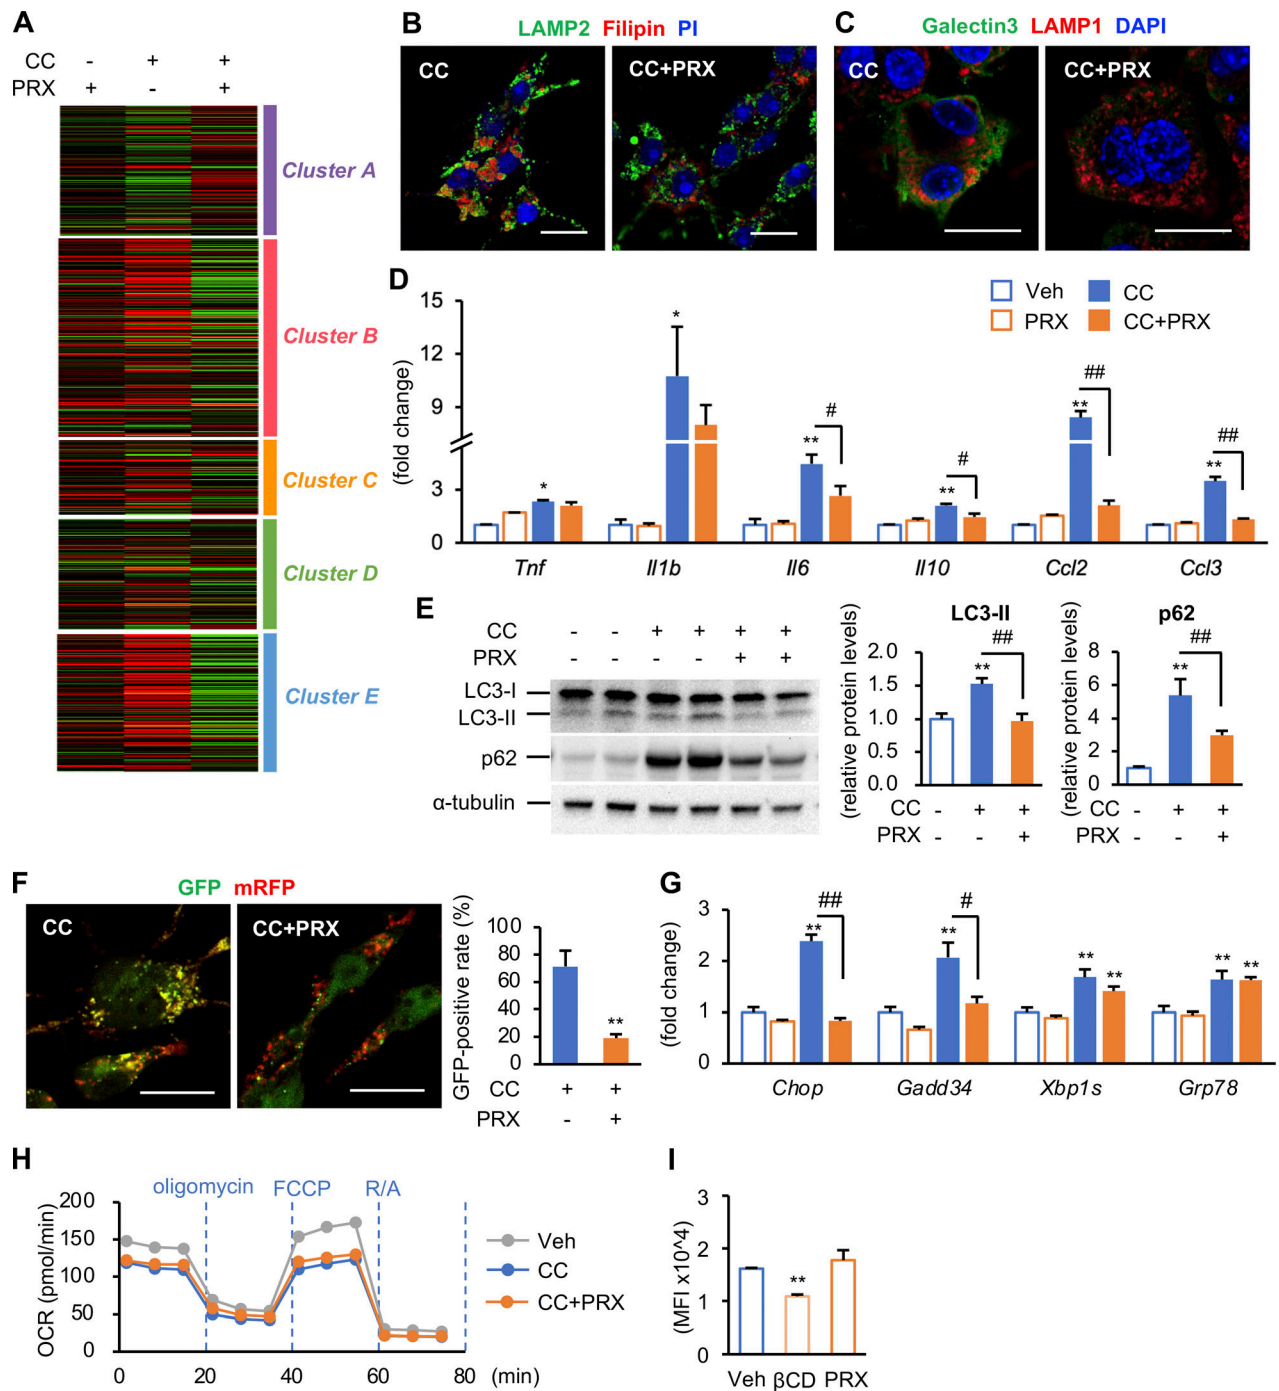 A
CC - + +
PRX + - +
Cluster A
Cluster B
Cluster C
Cluster D
Cluster E
B
LAMP2 Filipin PI
CC
CC+PRX
C
Galectin3 LAMP1 DAPI
CC
CC+PRX
D
Veh CC
PRX CC+PRX
(fold change)
15
12
9
3
0
*
*
**
#
**
#
**
##
**
##
Tnf Il1b Il6 Il10 Ccl2 Ccl3
E
CC - - + + + +
PRX - - - - + +
LC3-I
LC3-II
p62
α-tubulin
LC3-II
(relative protein levels)
2.0
1.5
1.0
0.5
0.0
**
##
CC - + +
PRX - - +
p62
(relative protein levels)
8
6
4
2
0
**
##
CC - + +
PRX - - +
F
GFP mRFP
CC
CC+PRX
GFP-positive rate (%)
100
80
60
40
20
0
**
CC + +
PRX - +
G
(fold change)
3
2
1
0
**
##
**
#
** **
** **
Chop Gadd34 Xbp1s Grp78
H
oligomycin FCCP R/A
OCR (pmol/min)
200
150
100
50
0
0 20 40 60 80 (min)
Veh
CC
CC+PRX
I
(MFI x10^4)
3
2
1
0
**
Veh βCD PRX